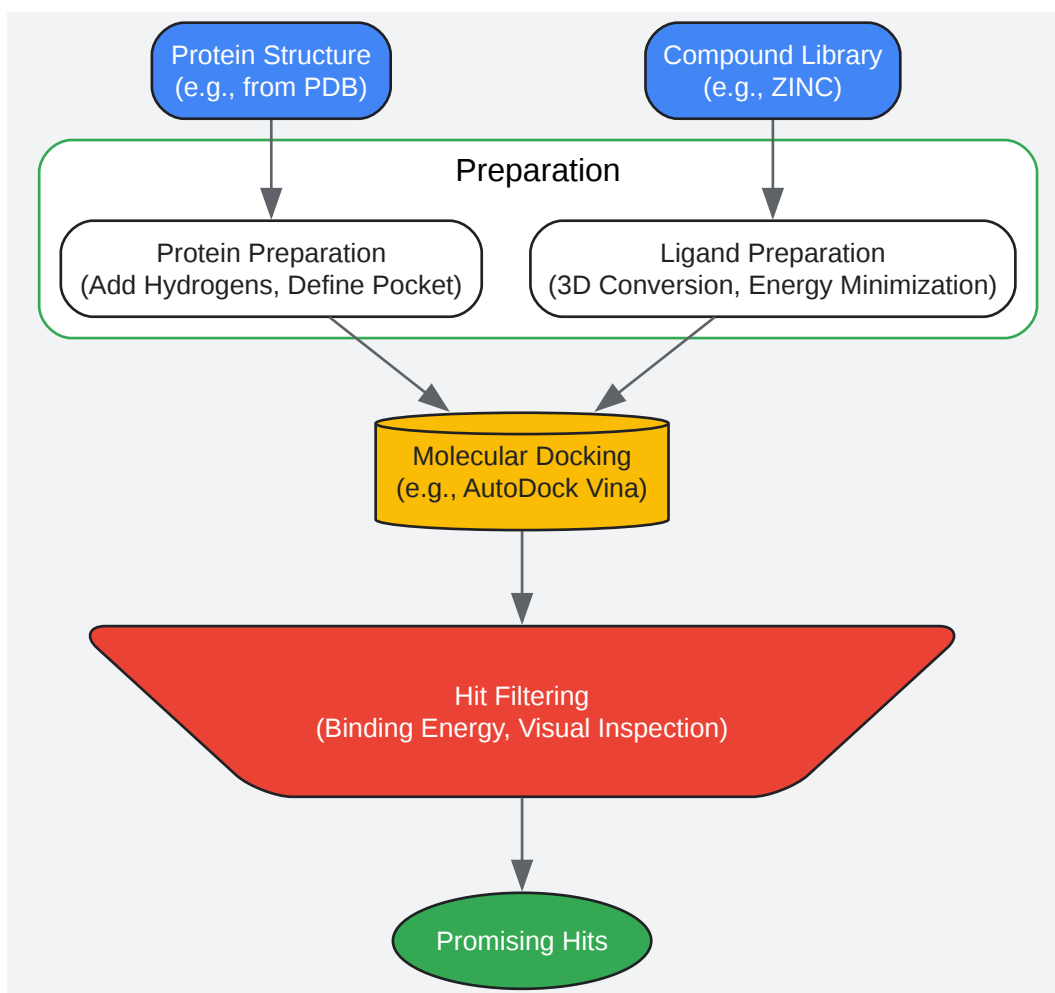 Protein Structure
(e.g., from PDB)
Compound Library
(e.g., ZINC)
Preparation
Protein Preparation
(Add Hydrogens, Define Pocket)
Ligand Preparation
(3D Conversion, Energy Minimization)
Molecular Docking
(e.g., AutoDock Vina)
Hit Filtering
(Binding Energy, Visual Inspection)
Promising Hits